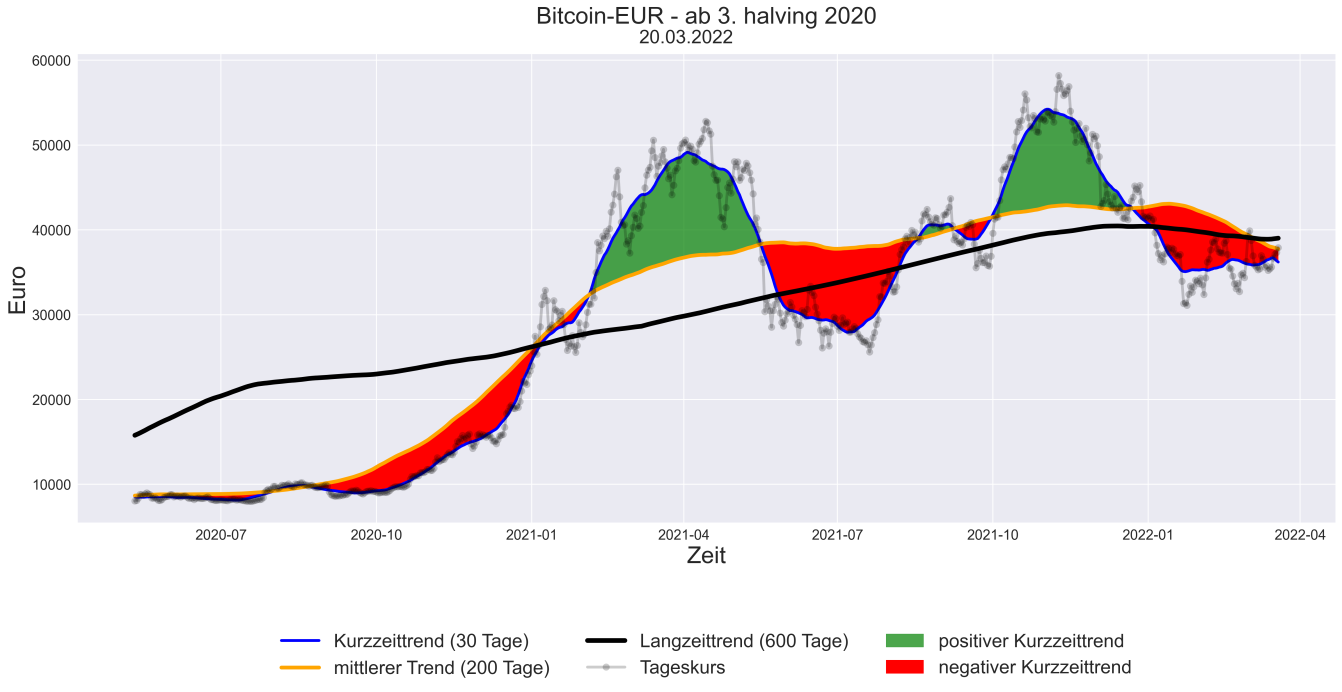 Bitcoin-EUR - ab 3. halving 2020
20.03.2022
60000
50000
40000
30000
20000
10000
Euro
2020-07 2020-10 2021-01 2021-04 2021-07 2021-10 2022-01 2022-04
Zeit
Kurzzeittrend (30 Tage) Langzeittrend (600 Tage) positiver Kurzzeittrend
mittlerer Trend (200 Tage) Tageskurs negativer Kurzzeittrend